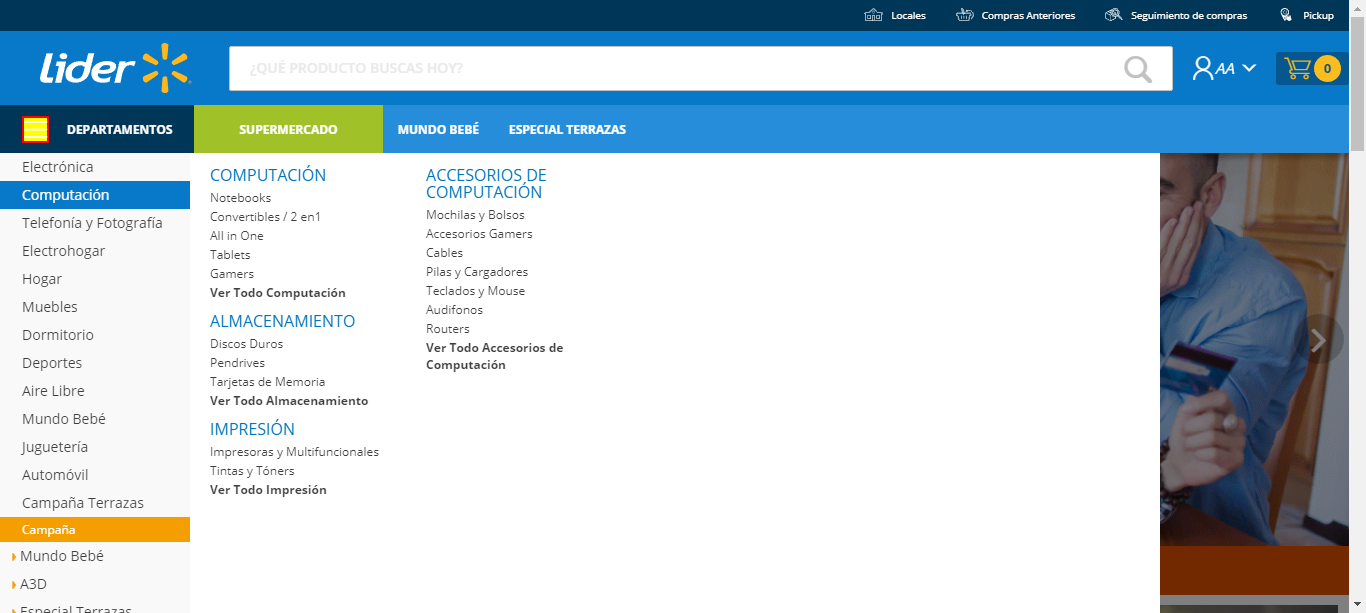 Locales
Compras Anteriores
Seguimiento de compras
Pickup
lider
¿QUÉ PRODUCTO BUSCAS HOY?
AA
0
DEPARTAMENTOS
SUPERMERCADO
MUNDO BEBÉ
ESPECIAL TERRAZAS
Electrónica
Computación
Telefonía y Fotografía
Electrohogar
Hogar
Muebles
Dormitorio
Deportes
Aire Libre
Mundo Bebé
Juguetería
Automóvil
Campaña Terrazas
Campaña
Mundo Bebé
A3D
Especial Terrazas
COMPUTACIÓN
Notebooks
Convertibles / 2 en1
All in One
Tablets
Gamers
Ver Todo Computación
ALMACENAMIENTO
Discos Duros
Pendrives
Tarjetas de Memoria
Ver Todo Almacenamiento
IMPRESIÓN
Impresoras y Multifuncionales
Tintas y Tóners
Ver Todo Impresión
ACCESORIOS DE
COMPUTACIÓN
Mochilas y Bolsos
Accesorios Gamers
Cables
Pilas y Cargadores
Teclados y Mouse
Audifonos
Routers
Ver Todo Accesorios de
Computación